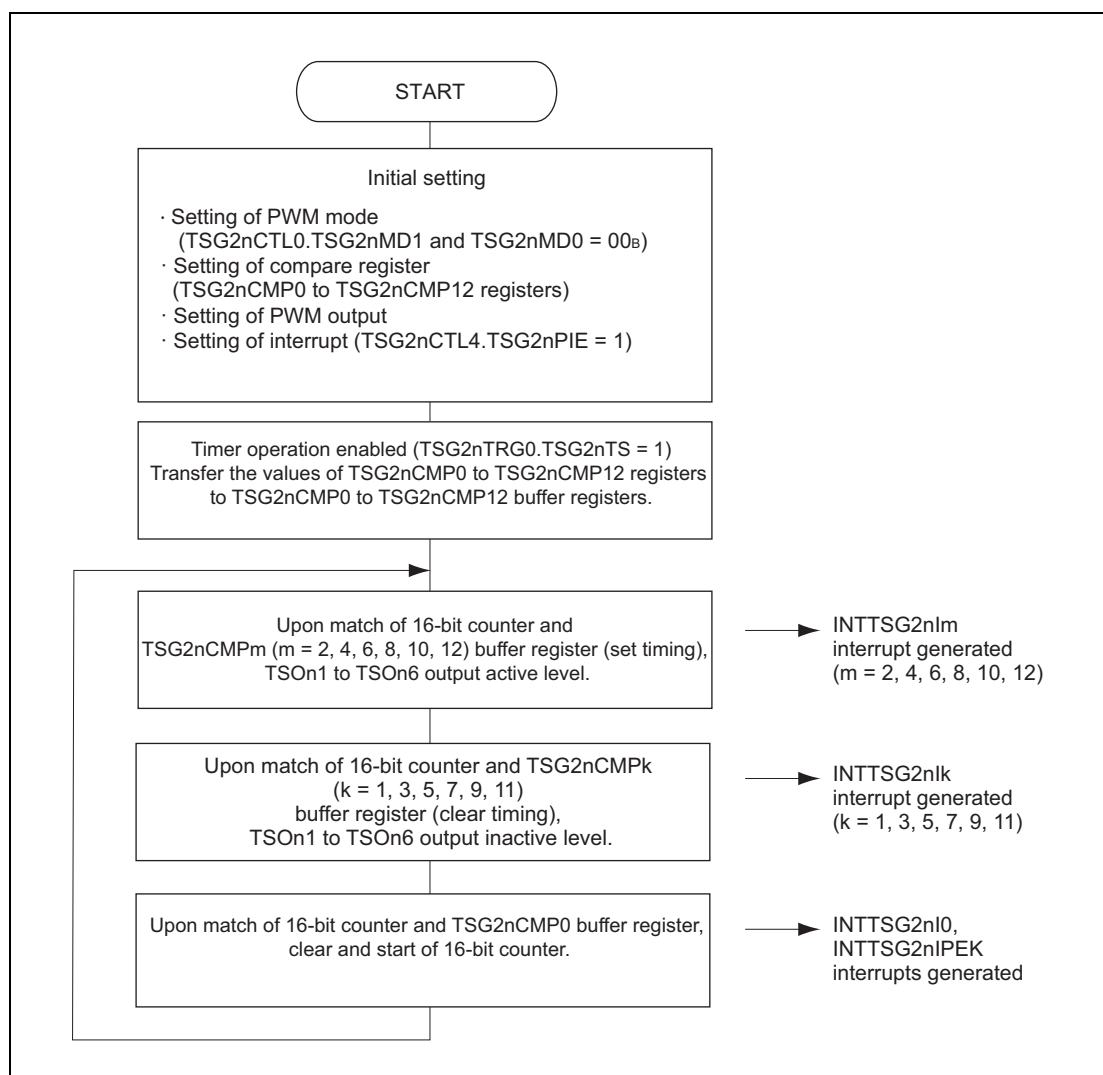 START
Initial setting
· Setting of PWM mode
(TSG2nCTL0.TSG2nMD1 and TSG2nMD0 = 00B)
· Setting of compare register
(TSG2nCMP0 to TSG2nCMP12 registers)
· Setting of PWM output
· Setting of interrupt (TSG2nCTL4.TSG2nPIE = 1)
Timer operation enabled (TSG2nTRG0.TSG2nTS = 1)
Transfer the values of TSG2nCMP0 to TSG2nCMP12 registers
to TSG2nCMP0 to TSG2nCMP12 buffer registers.
Upon match of 16-bit counter and
TSG2nCMPm (m = 2, 4, 6, 8, 10, 12) buffer register (set timing),
TSOn1 to TSOn6 output active level.
INTTSG2nIm
interrupt generated
(m = 2, 4, 6, 8, 10, 12)
Upon match of 16-bit counter and TSG2nCMPk
(k = 1, 3, 5, 7, 9, 11)
buffer register (clear timing),
TSOn1 to TSOn6 output inactive level.
INTTSG2nIk
interrupt generated
(k = 1, 3, 5, 7, 9, 11)
Upon match of 16-bit counter and TSG2nCMP0 buffer register,
clear and start of 16-bit counter.
INTTSG2nI0,
INTTSG2nIPEK
interrupts generated